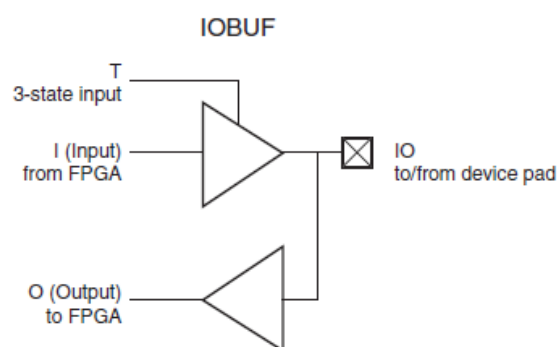 IOBUF
T
3-state input
I (Input)
from FPGA
IO
to/from device pad
O (Output)
to FPGA